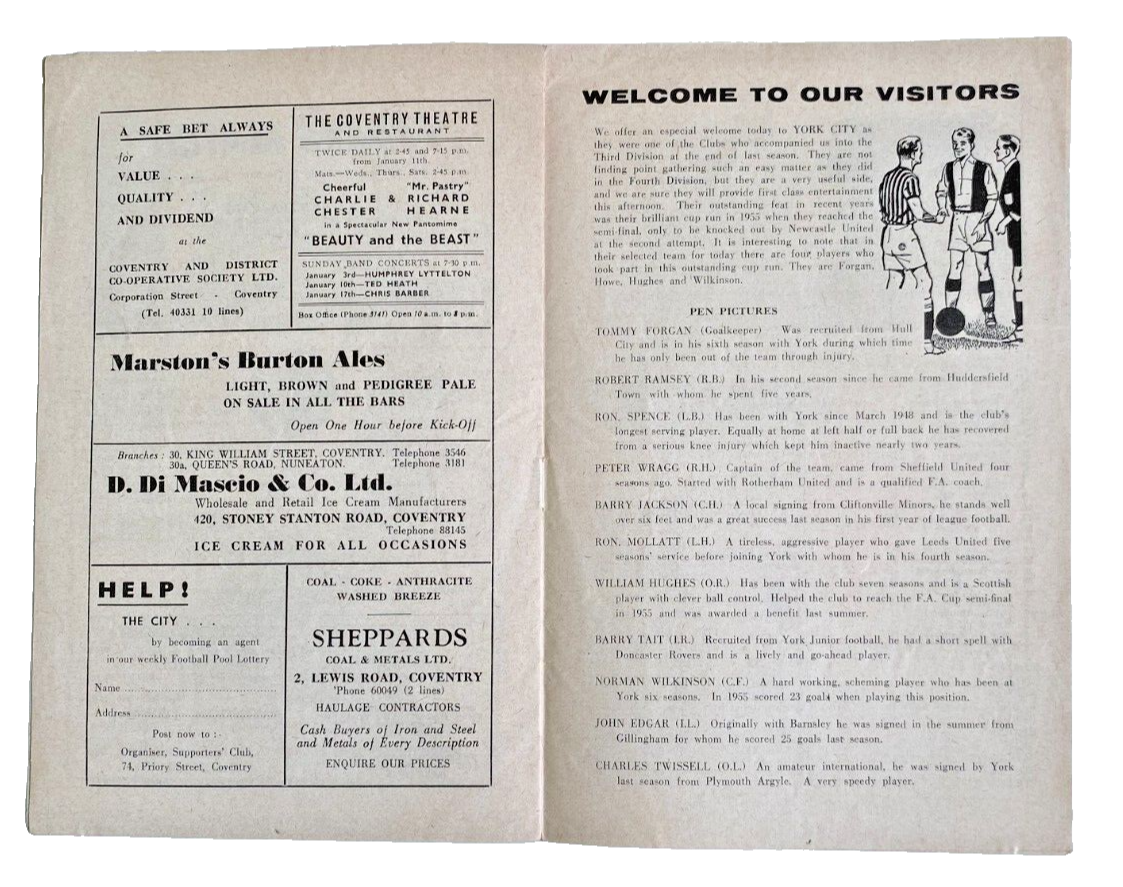 A SAFE BET ALWAYS
for
VALUE . . .
QUALITY . . .
AND DIVIDEND
at the
COVENTRY AND DISTRICT
CO-OPERATIVE SOCIETY LTD.
Corporation Street - Coventry
(Tel. 40331 10 lines)
THE COVENTRY THEATRE
AND RESTAURANT
TWICE DAILY at 2-45 and 7-15 p.m.
from January 11th.
Mats.—Weds., Thurs., Sats. 2-45 p.m.
Cheerful "Mr. Pastry"
CHARLIE & RICHARD
CHESTER HEARNE
in a Spectacular New Pantomime
"BEAUTY and the BEAST"
SUNDAY BAND CONCERTS at 7-30 p.m.
January 3rd—HUMPHREY LYTTELTON
January 10th—TED HEATH
January 17th—CHRIS BARBER
Box Office (Phone 3141) Open 10 a.m. to 8 p.m.
Marston's Burton Ales
LIGHT, BROWN and PEDIGREE PALE
ON SALE IN ALL THE BARS
Open One Hour before Kick-Off
Branches : 30, KING WILLIAM STREET, COVENTRY. Telephone 3546
30a, QUEEN'S ROAD, NUNEATON. Telephone 3181
D. Di Mascio & Co. Ltd.
Wholesale and Retail Ice Cream Manufacturers
420, STONEY STANTON ROAD, COVENTRY
Telephone 88145
ICE CREAM FOR ALL OCCASIONS
HELP!
THE CITY . . .
by becoming an agent
in our weekly Football Pool Lottery
Name
Address
Post now to :-
Organiser, Supporters' Club,
74, Priory Street, Coventry
COAL - COKE - ANTHRACITE
WASHED BREEZE
SHEPPARDS
COAL & METALS LTD.
2, LEWIS ROAD, COVENTRY
'Phone 60049 (2 lines)
HAULAGE CONTRACTORS
Cash Buyers of Iron and Steel
and Metals of Every Description
ENQUIRE OUR PRICES
WELCOME TO OUR VISITORS
We offer an especial welcome today to YORK CITY as
they were one of the Clubs who accompanied us into the
Third Division at the end of last season. They are not
finding point gathering such an easy matter as they did
in the Fourth Division, but they are a very useful side,
and we are sure they will provide first class entertainment
this afternoon. Their outstanding feat in recent years
was their brilliant cup run in 1955 when they reached the
semi-final, only to be knocked out by Newcastle United
at the second attempt. It is interesting to note that in
their selected team for today there are four players who
took part in this outstanding cup run. They are Forgan,
Howe, Hughes and Wilkinson.
PEN PICTURES
TOMMY FORGAN (Goalkeeper) Was recruited from Hull
City and is in his sixth season with York during which time
he has only been out of the team through injury.
ROBERT RAMSEY (R.B.) In his second season since he came from Huddersfield
Town with whom he spent five years.
RON. SPENCE (L.B.) Has been with York since March 1948 and is the club's
longest serving player. Equally at home at left half or full back he has recovered
from a serious knee injury which kept him inactive nearly two years.
PETER WRAGG (R.H.) Captain of the team, came from Sheffield United four
seasons ago. Started with Rotherham United and is a qualified F.A. coach.
BARRY JACKSON (C.H.) A local signing from Cliftonville Minors, he stands well
over six feet and was a great success last season in his first year of league football.
RON. MOLLATT (L.H.) A tireless, aggressive player who gave Leeds United five
seasons' service before joining York with whom he is in his fourth season.
WILLIAM HUGHES (O.R.) Has been with the club seven seasons and is a Scottish
player with clever ball control. Helped the club to reach the F.A. Cup semi-final
in 1955 and was awarded a benefit last summer.
BARRY TAIT (I.R.) Recruited from York Junior football, he had a short spell with
Doncaster Rovers and is a lively and go-ahead player.
NORMAN WILKINSON (C.F.) A hard working, scheming player who has been at
York six seasons. In 1955 scored 23 goals when playing this position.
JOHN EDGAR (I.L.) Originally with Barnsley he was signed in the summer from
Gillingham for whom he scored 25 goals last season.
CHARLES TWISSELL (O.L.) An amateur international, he was signed by York
last season from Plymouth Argyle. A very speedy player.